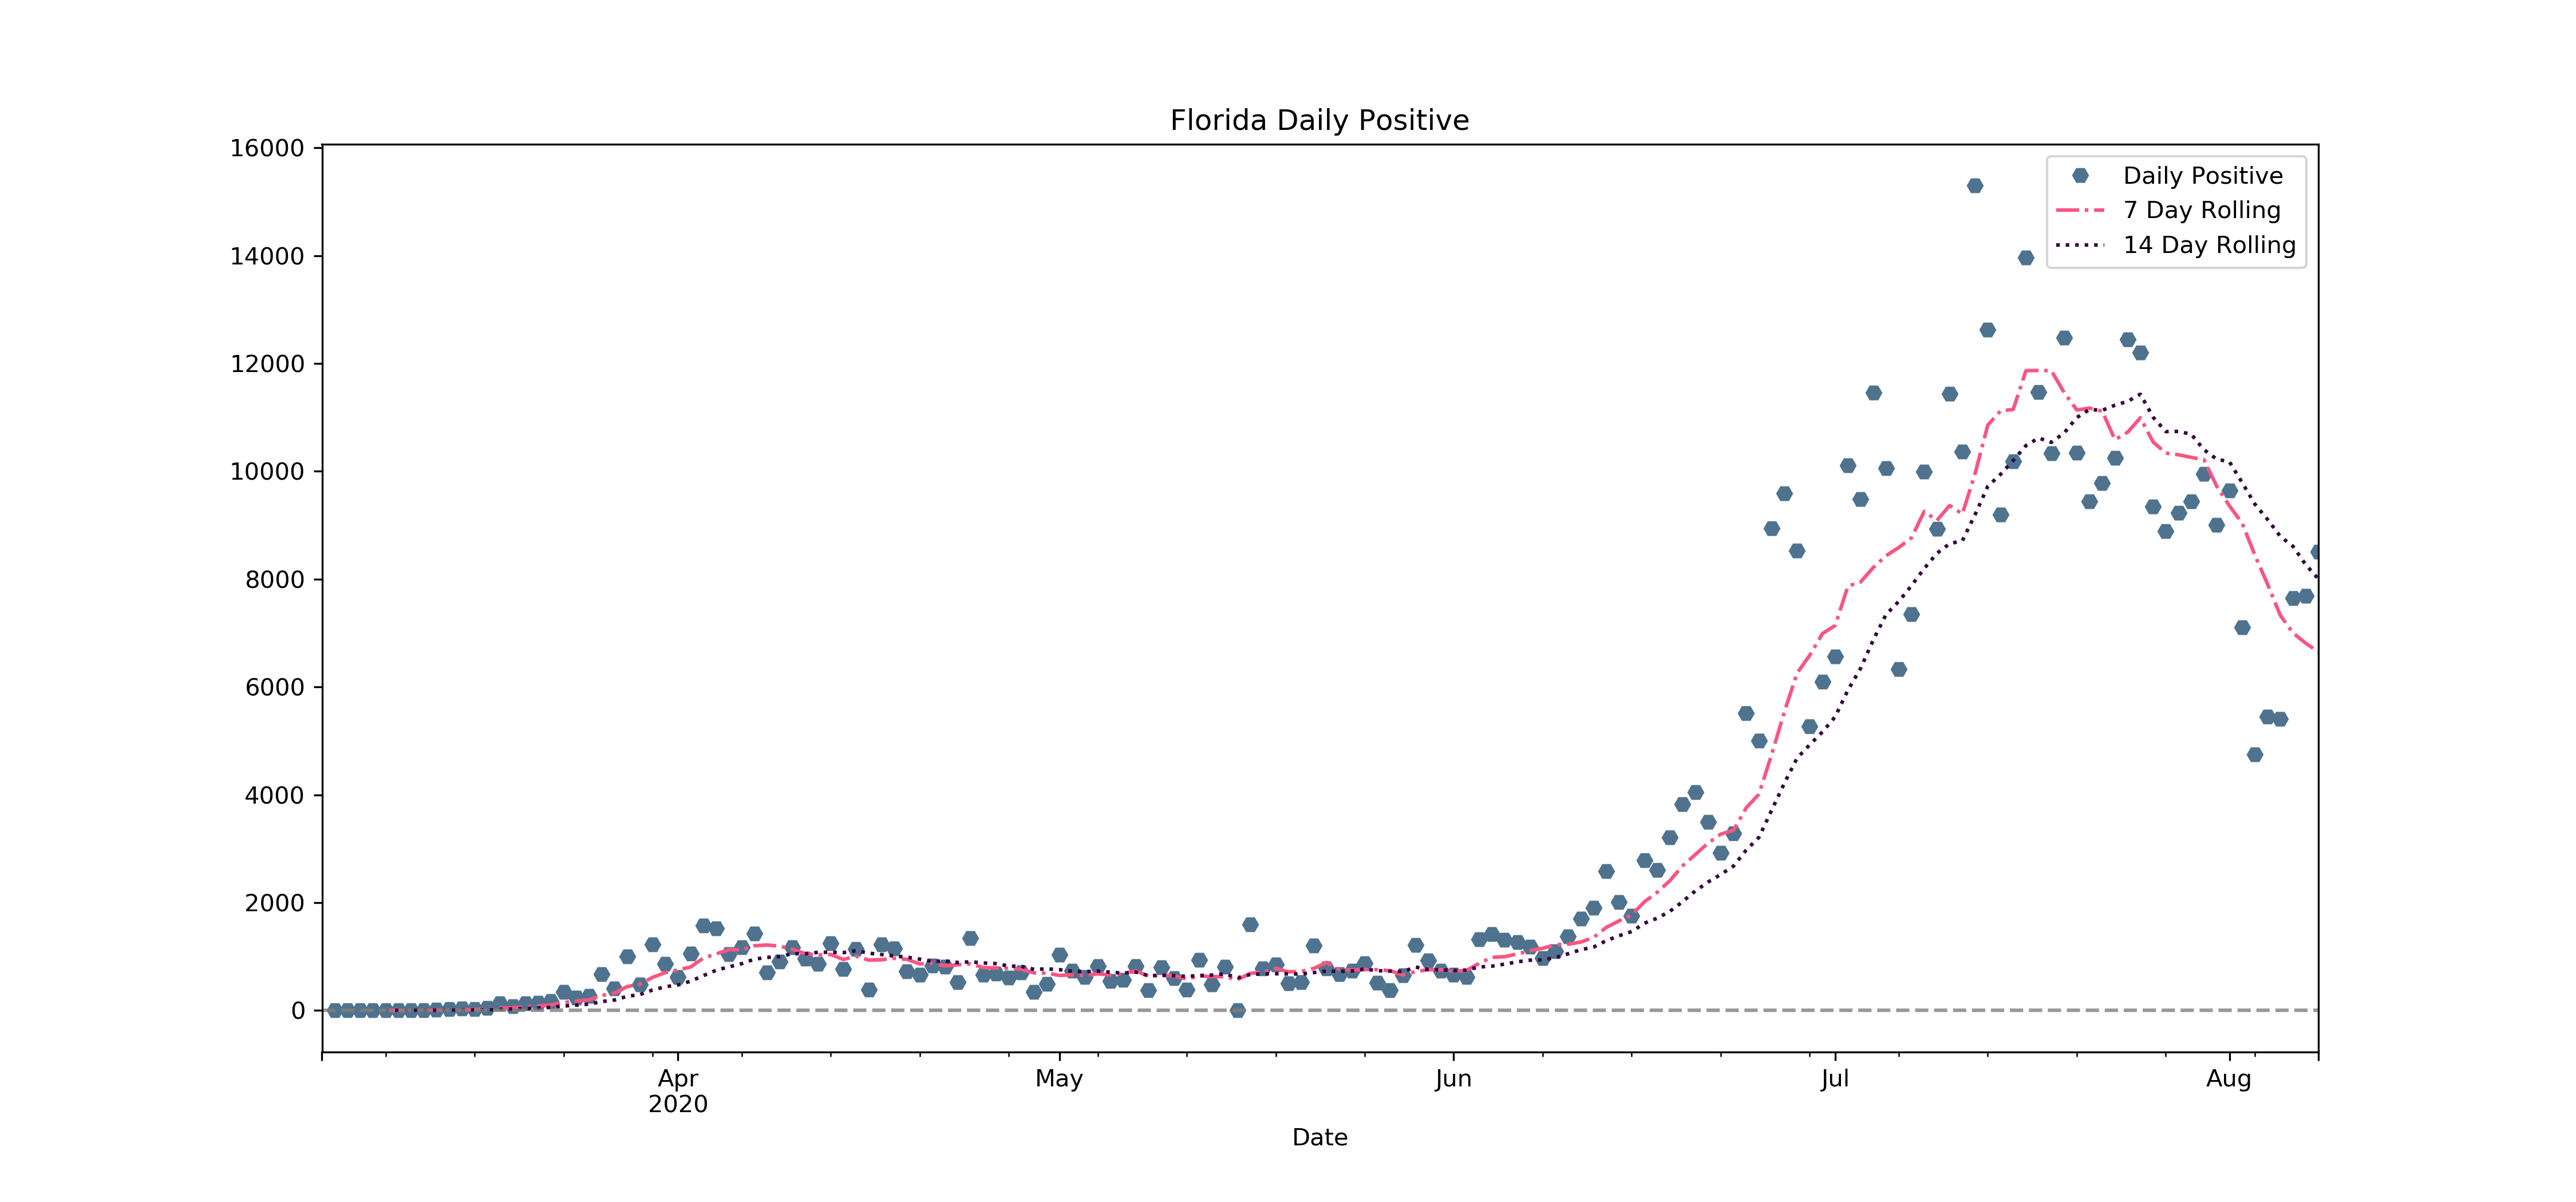 Florida Daily Positive
16000
14000
12000
10000
8000
6000
4000
2000
0
Daily Positive
7 Day Rolling
14 Day Rolling
Apr
2020
May
Jun
Jul
Aug
Date